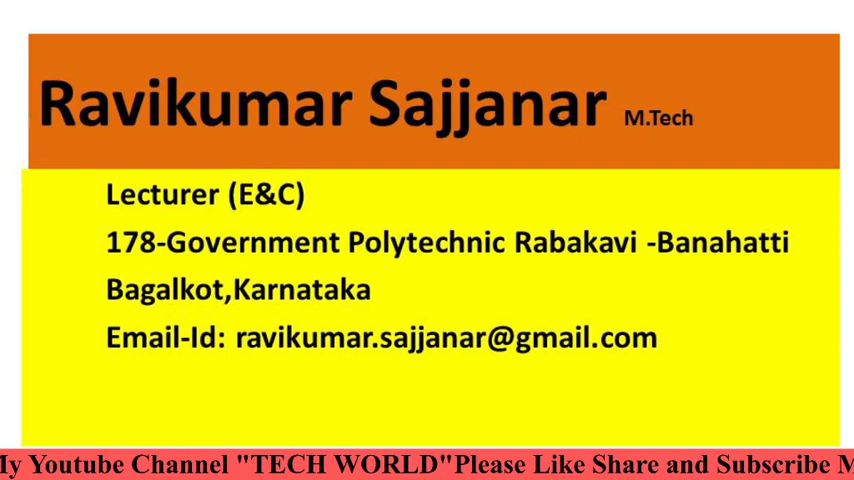 Ravikumar Sajjanar M.Tech
Lecturer (E&C)
178-Government Polytechnic Rabakavi -Banahatti
Bagalkot,Karnataka
Email-Id: ravikumar.sajjanar@gmail.com
My Youtube Channel "TECH WORLD"Please Like Share and Subscribe M